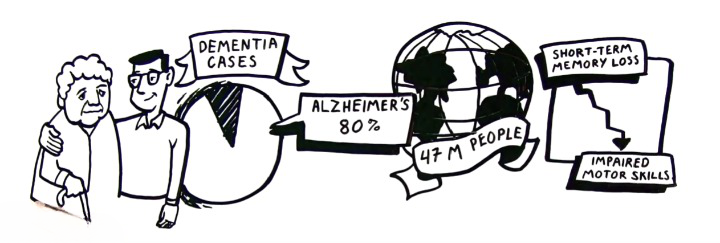 DEMENTIA
CASES
ALZHEIMER'S
80%
47 M PEOPLE
SHORT-TERM
MEMORY LOSS
IMPAIRED
MOTOR SKILLS